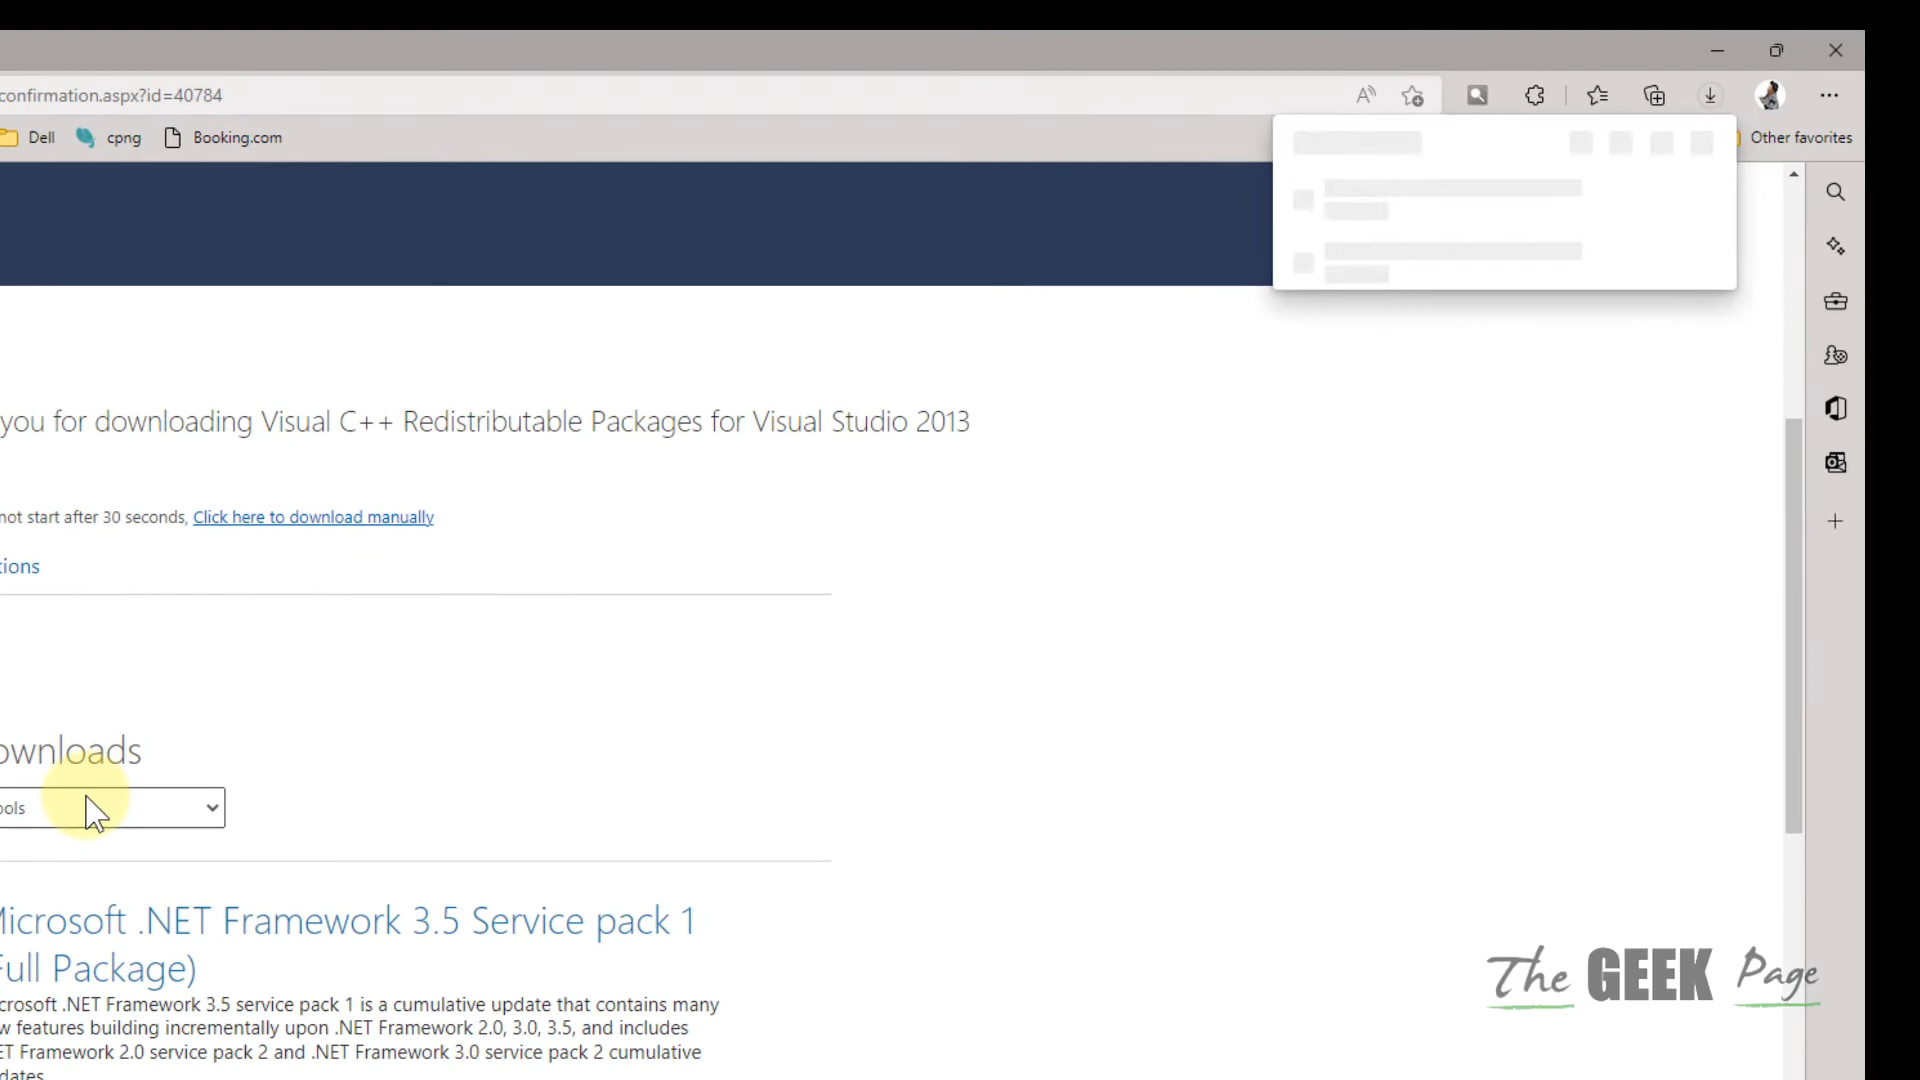 confirmation.aspx?id=40784
Dell
cpng
Booking.com
Other favorites
you for downloading Visual C++ Redistributable Packages for Visual Studio 2013
not start after 30 seconds, Click here to download manually
tions
ownloads
ools
Microsoft .NET Framework 3.5 Service pack 1
Full Package)
crosoft .NET Framework 3.5 service pack 1 is a cumulative update that contains many
w features building incrementally upon .NET Framework 2.0, 3.0, 3.5, and includes
ET Framework 2.0 service pack 2 and .NET Framework 3.0 service pack 2 cumulative
dates.
The GEEK Page